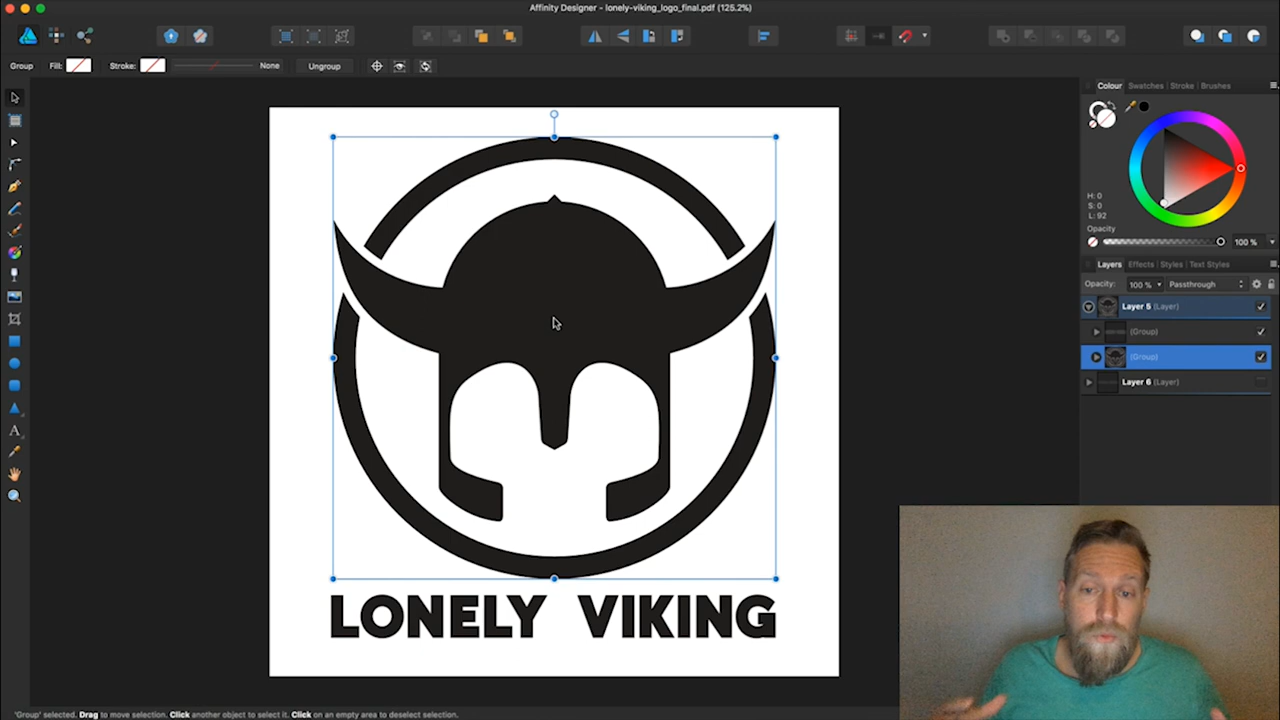 Affinity Designer - lonely-viking_logo_final.pdf (125.2%)
Group Fill: Stroke: None Ungroup
Colour Swatches Stroke Brushes
H: 0
S: 0
L: 92
Opacity
100 %
Layers Effects Styles Text Styles
Opacity: 100 % Passthrough
Layer 5 (Layer)
(Group)
(Group)
Layer 6 (Layer)
A
LONELY VIKING
'Group' selected. Drag to move selection. Click another object to select it. Click on an empty area to deselect selection.